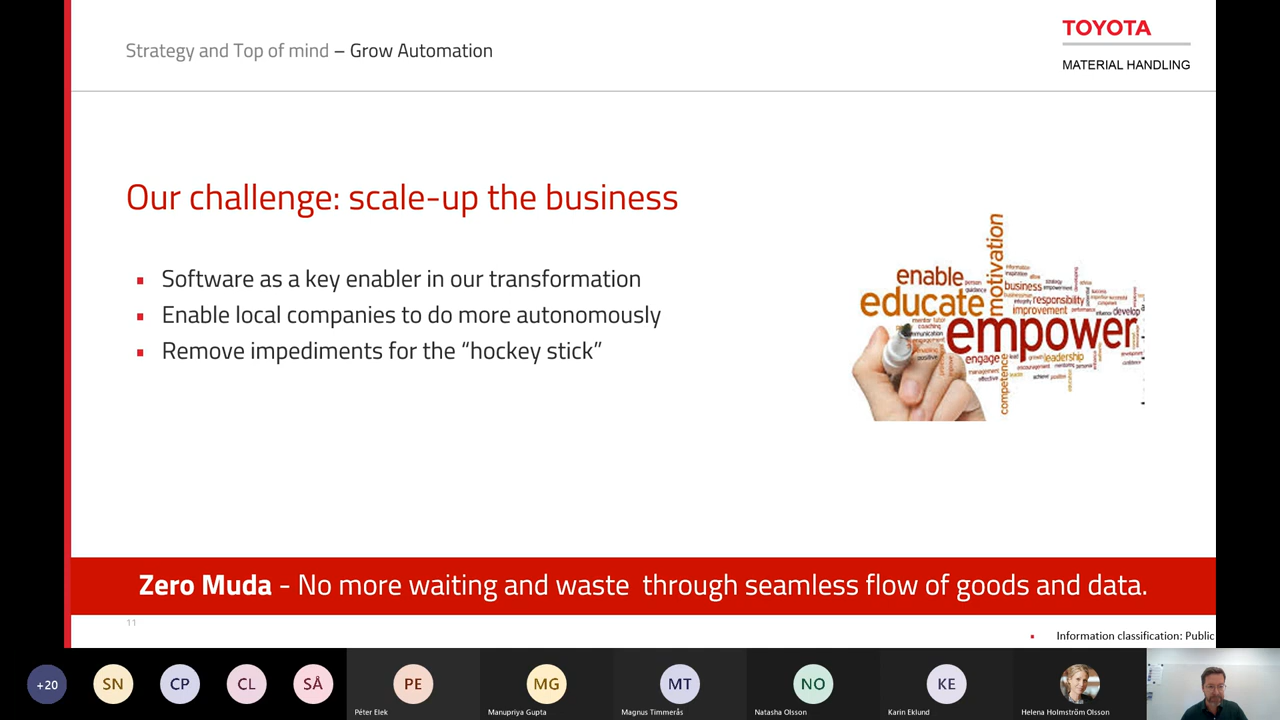 Strategy and Top of mind – Grow Automation
TOYOTA
MATERIAL HANDLING
Our challenge: scale-up the business
Software as a key enabler in our transformation
Enable local companies to do more autonomously
Remove impediments for the “hockey stick”
enable
educate
motivation
business
responsibility
improvement
develop
empower
engage
leadership
competence
Zero Muda - No more waiting and waste through seamless flow of goods and data.
11
Information classification: Public
+20
SN
CP
CL
SÅ
PE
MG
MT
NO
KE
Péter Elek
Manupriya Gupta
Magnus Timmerås
Natasha Olsson
Karin Eklund
Helena Holmström Olsson